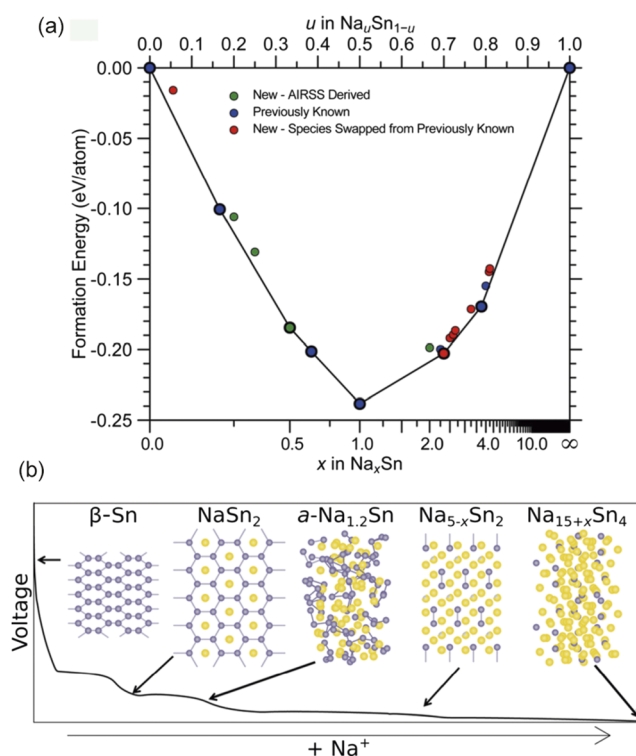 (a)
u in NauSn1-u
0.0 0.1 0.2 0.3 0.4 0.5 0.6 0.7 0.8 1.0
0.00
-0.05
-0.10
-0.15
-0.20
-0.25
Formation Energy (eV/atom)
New - AIRSS Derived
Previously Known
New - Species Swapped from Previously Known
0.0 0.5 1.0 2.0 4.0 10.0 ∞
x in NaxSn
(b)
β-Sn NaSn2 a-Na1.2Sn Na5-xSn2 Na15+xSn4
Voltage
+ Na+